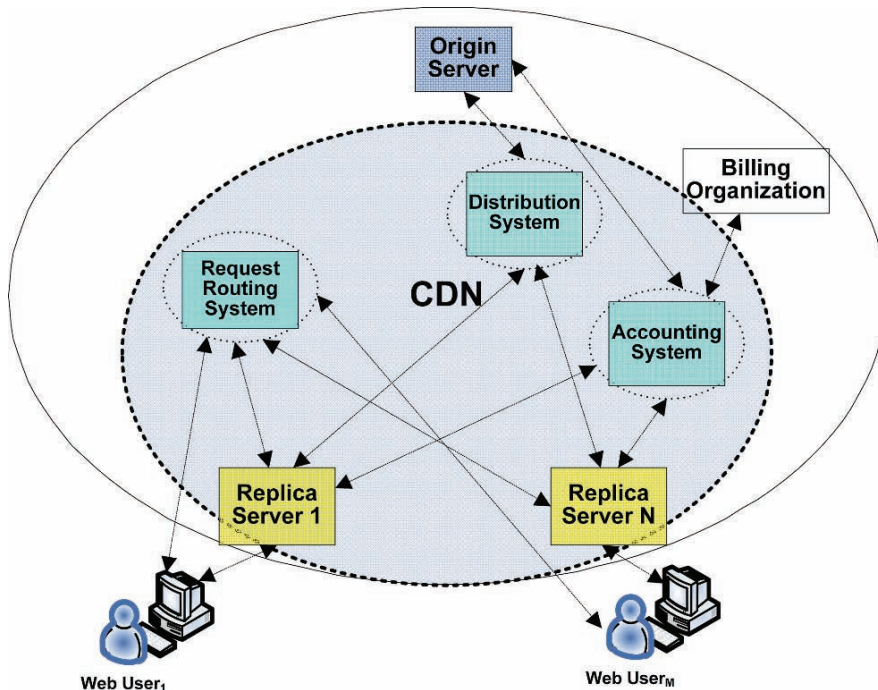 Origin
Server
Billing
Organization
Distribution
System
Request
Routing
System
CDN
Accounting
System
Replica
Server 1
Replica
Server N
Web User₁
Web Userₘ